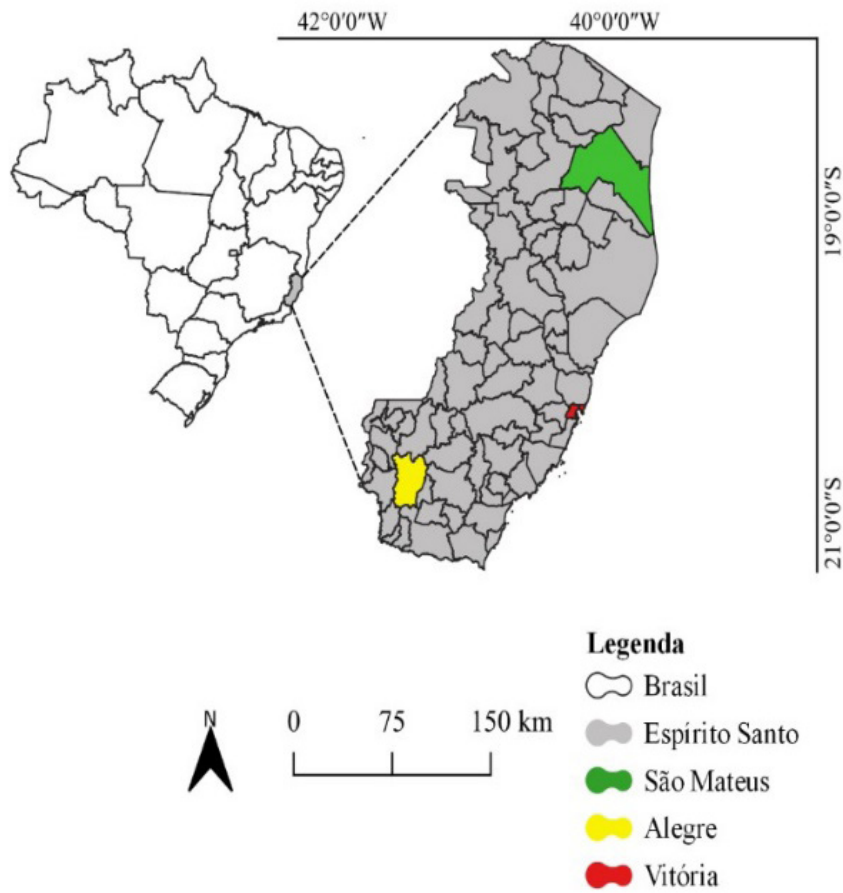 42°0'0"W 40°0'0"W
19°0'0"S
21°0'0"S
Legenda
Brasil
N 0 75 150 km
Espírito Santo
São Mateus
Alegre
Vitória